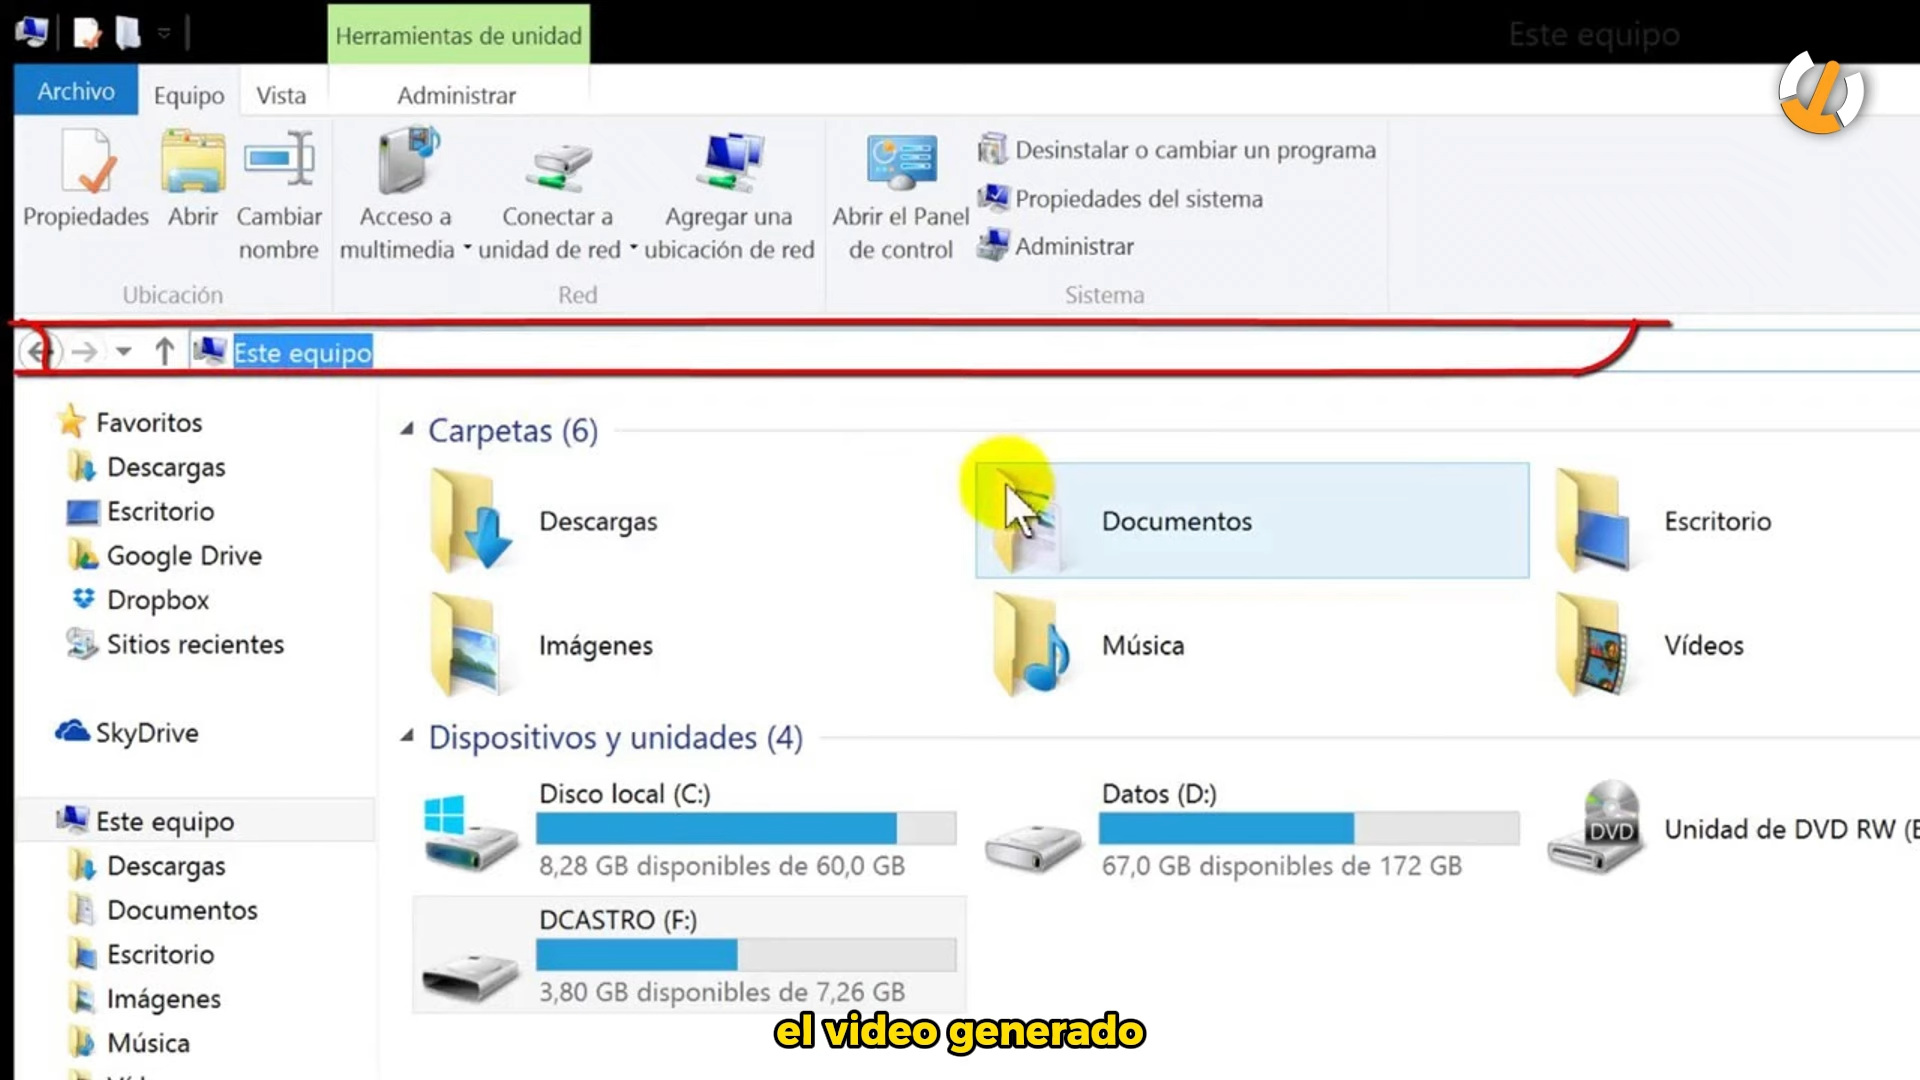 Herramientas de unidad
Este equipo
Archivo
Equipo
Vista
Administrar
Propiedades
Abrir
Cambiar
nombre
Acceso a
multimedia
Conectar a
unidad de red
Agregar una
ubicación de red
Abrir el Panel
de control
Desinstalar o cambiar un programa
Propiedades del sistema
Administrar
Ubicación
Red
Sistema
Este equipo
Favoritos
Descargas
Escritorio
Google Drive
Dropbox
Sitios recientes
SkyDrive
Este equipo
Descargas
Documentos
Escritorio
Imágenes
Música
Carpetas (6)
Descargas
Documentos
Escritorio
Imágenes
Música
Vídeos
Dispositivos y unidades (4)
Disco local (C:)
8,28 GB disponibles de 60,0 GB
Datos (D:)
67,0 GB disponibles de 172 GB
DVD
Unidad de DVD RW (E
DCASTRO (F:)
3,80 GB disponibles de 7,26 GB
el video generado